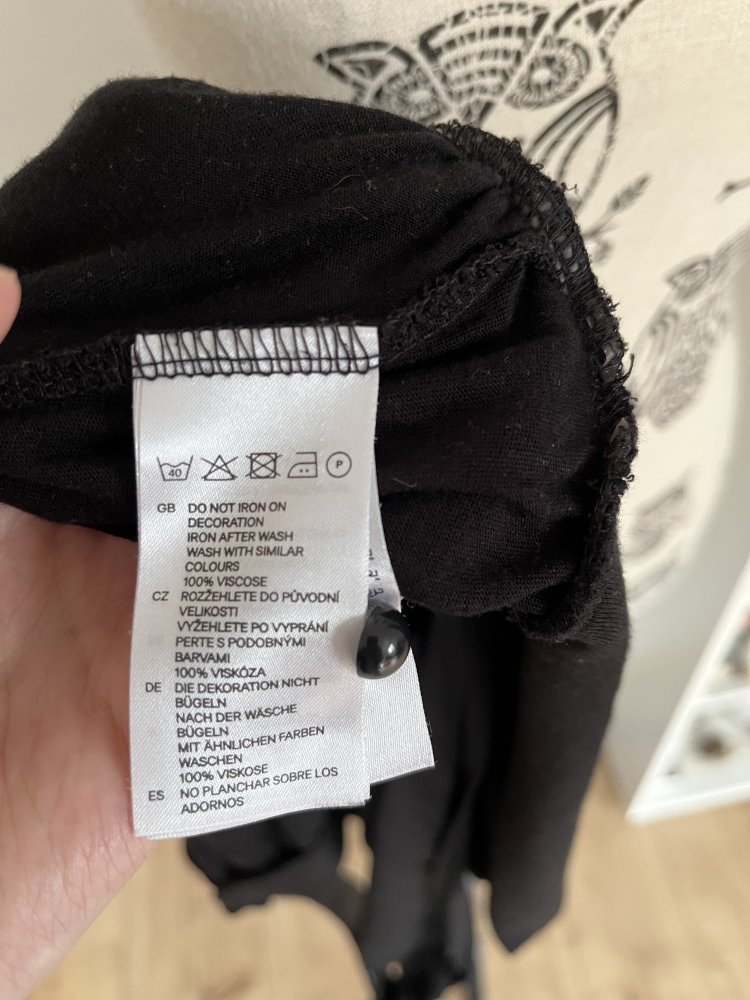 40
P
GB DO NOT IRON ON
DECORATION
IRON AFTER WASH
WASH WITH SIMILAR
COLOURS
100% VISCOSE
CZ ROZŽEHLETE DO PŮVODNÍ
VELIKOSTI
VYŽEHLETE PO VYPRÁNÍ
PERTE S PODOBNÝMI
BARVAMI
100% VISKÓZA
DE DIE DEKORATION NICHT
BÜGELN
NACH DER WÄSCHE
BÜGELN
MIT ÄHNLICHEN FARBEN
WASCHEN
100% VISKOSE
ES NO PLANCHAR SOBRE LOS
ADORNOS